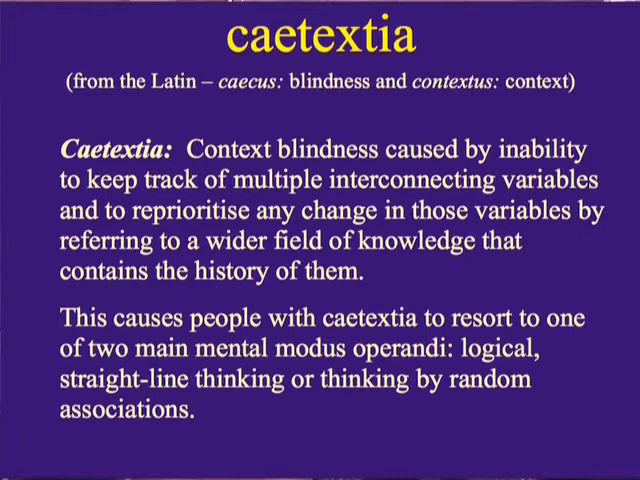 caetextia
(from the Latin – caecus: blindness and contextus: context)
Caetextia: Context blindness caused by inability
to keep track of multiple interconnecting variables
and to reprioritise any change in those variables by
referring to a wider field of knowledge that
contains the history of them.
This causes people with caetextia to resort to one
of two main mental modus operandi: logical,
straight-line thinking or thinking by random
associations.